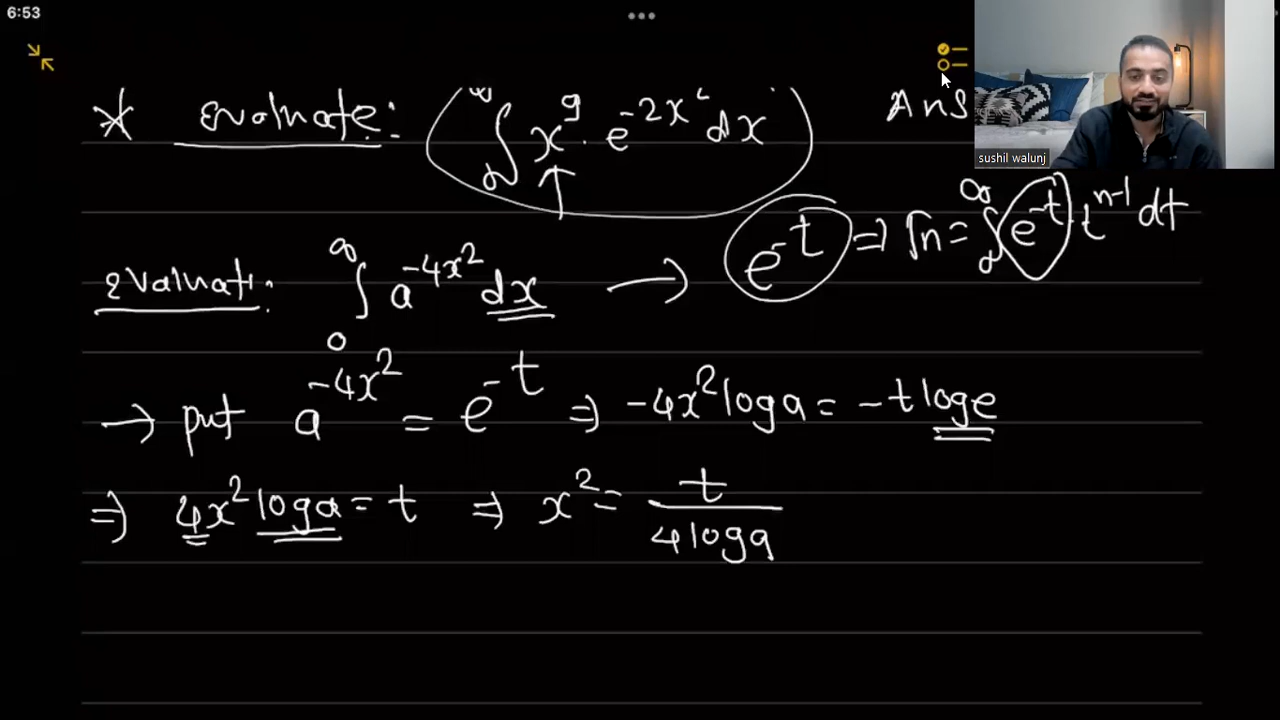 6:53
* Evaluate: ∫₀^∞ x⁹ · e^(-2x²) dx Ans
sushil walunj
e^(-t) ⇒ Γn = ∫₀^∞ e^(-t) · t^(n-1) dt
Evaluate: ∫₀^∞ a^(-4x²) dx →
→ put a^(-4x²) = e^(-t) ⇒ -4x² log a = -t log e
⇒ 4x² log a = t ⇒ x² = t / (4 log a)